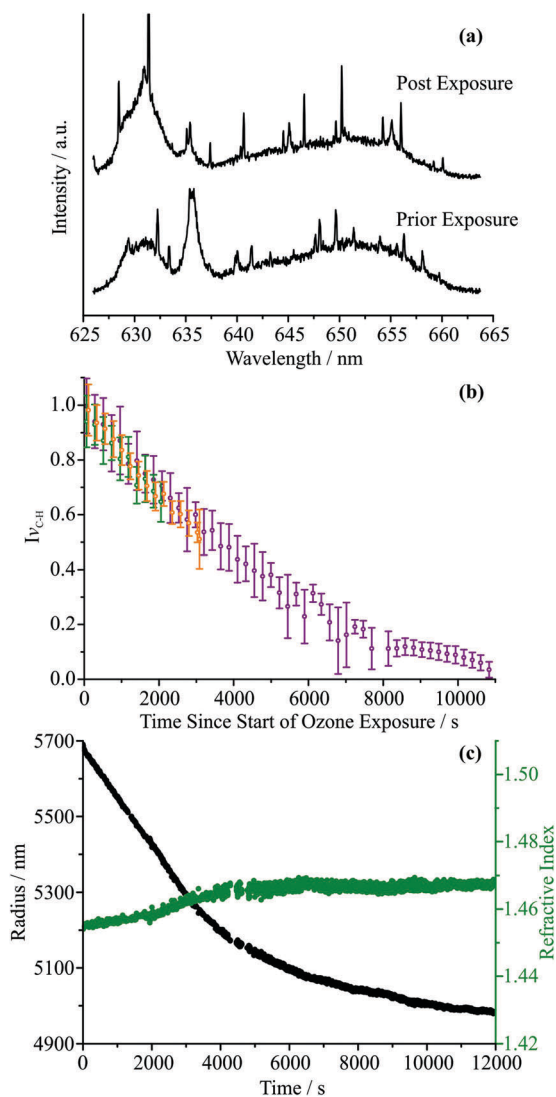 (a)
Post Exposure
Prior Exposure
Intensity / a.u.
625 630 635 640 645 650 655 660 665
Wavelength / nm
(b)
1.0
0.8
0.6
0.4
0.2
0.0
IνC-H
0 2000 4000 6000 8000 10000
Time Since Start of Ozone Exposure / s
(c)
5700
5500
5300
5100
4900
Radius / nm
1.50
1.48
1.46
1.44
1.42
Refractive Index
0 2000 4000 6000 8000 10000 12000
Time / s